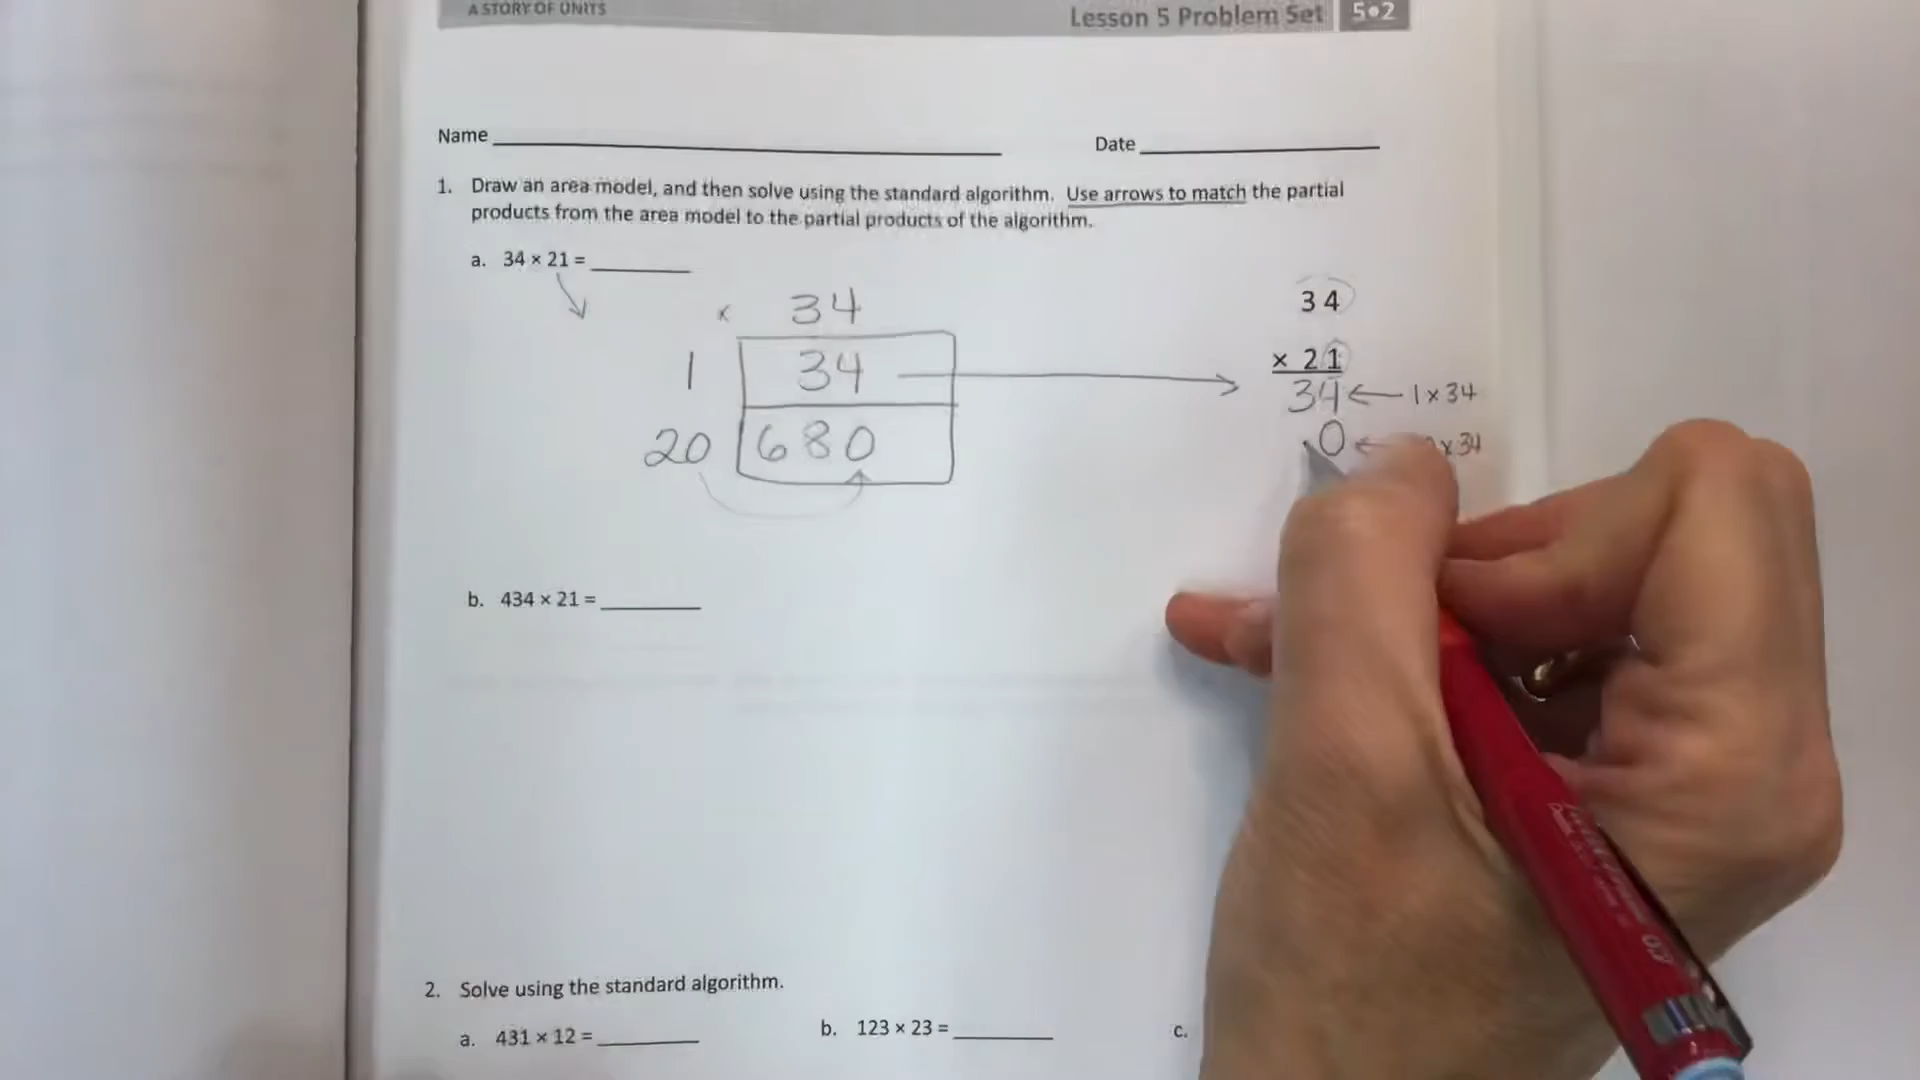 A STORY OF UNITS
Lesson 5 Problem Set 5•2
Name
Date
1. Draw an area model, and then solve using the standard algorithm. Use arrows to match the partial
products from the area model to the partial products of the algorithm.
a. 34 × 21 =
x 34
1 34
20 680
34
× 21
34 ← 1 x 34
0 ← x 34
b. 434 × 21 =
2. Solve using the standard algorithm.
a. 431 × 12 =
b. 123 × 23 =
c.